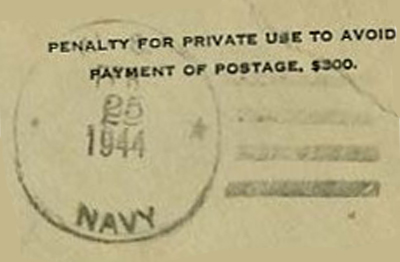 PENALTY FOR PRIVATE USE TO AVOID
PAYMENT OF POSTAGE, $300.
25
1944
NAVY